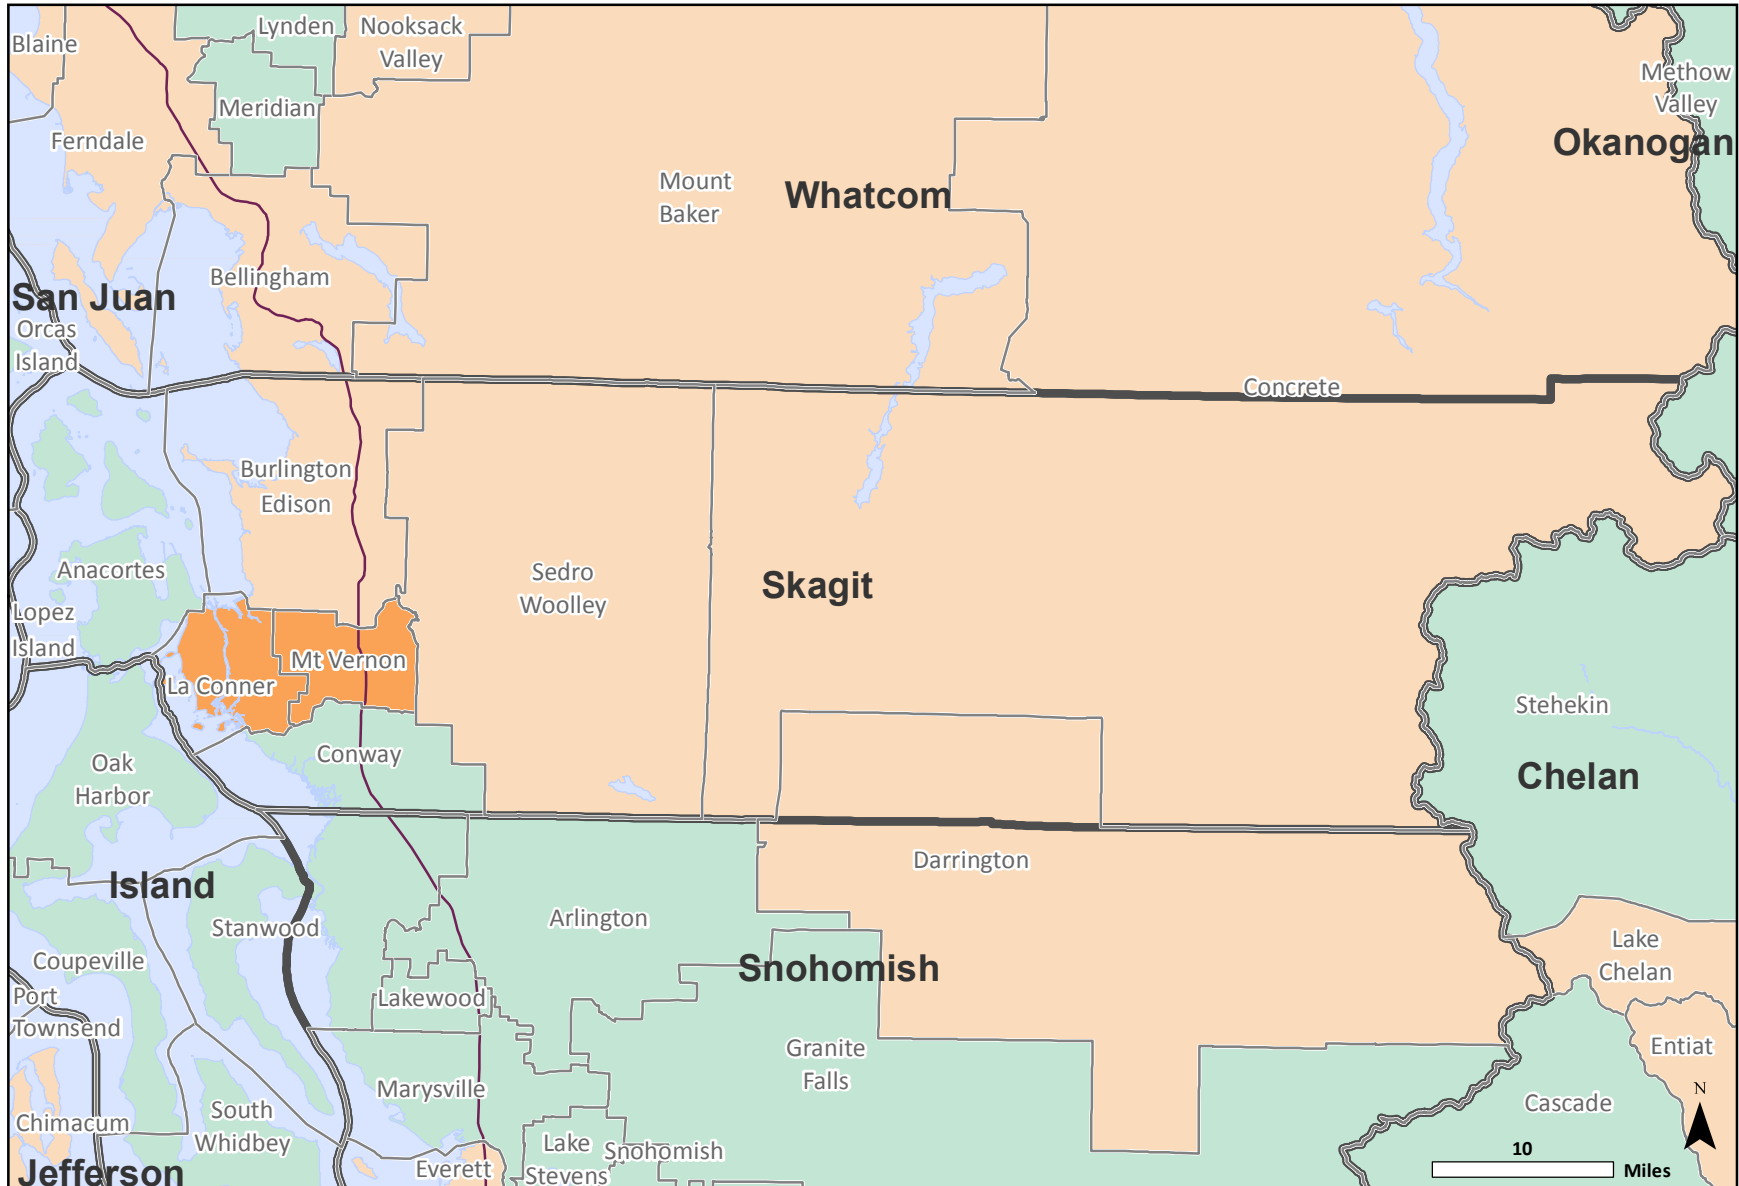 Lynden
Nooksack
Valley
Blaine
Methow
Valley
Meridian
Ferndale
Okanogan
Mount
Baker
Whatcom
Bellingham
San Juan
Orcas
Island
Concrete
Burlington
Edison
Anacortes
Sedro
Woolley
Skagit
Lopez
Island
Mt Vernon
La Conner
Stehekin
Conway
Oak
Harbor
Chelan
Darrington
Island
Arlington
Stanwood
Lake
Chelan
Coupeville
Snohomish
Port
Townsend
Lakewood
Granite
Falls
Entiat
Marysville
N
Chimacum
South
Whidbey
Cascade
Lake
Stevens
Snohomish
10
Miles
Everett
Jefferson